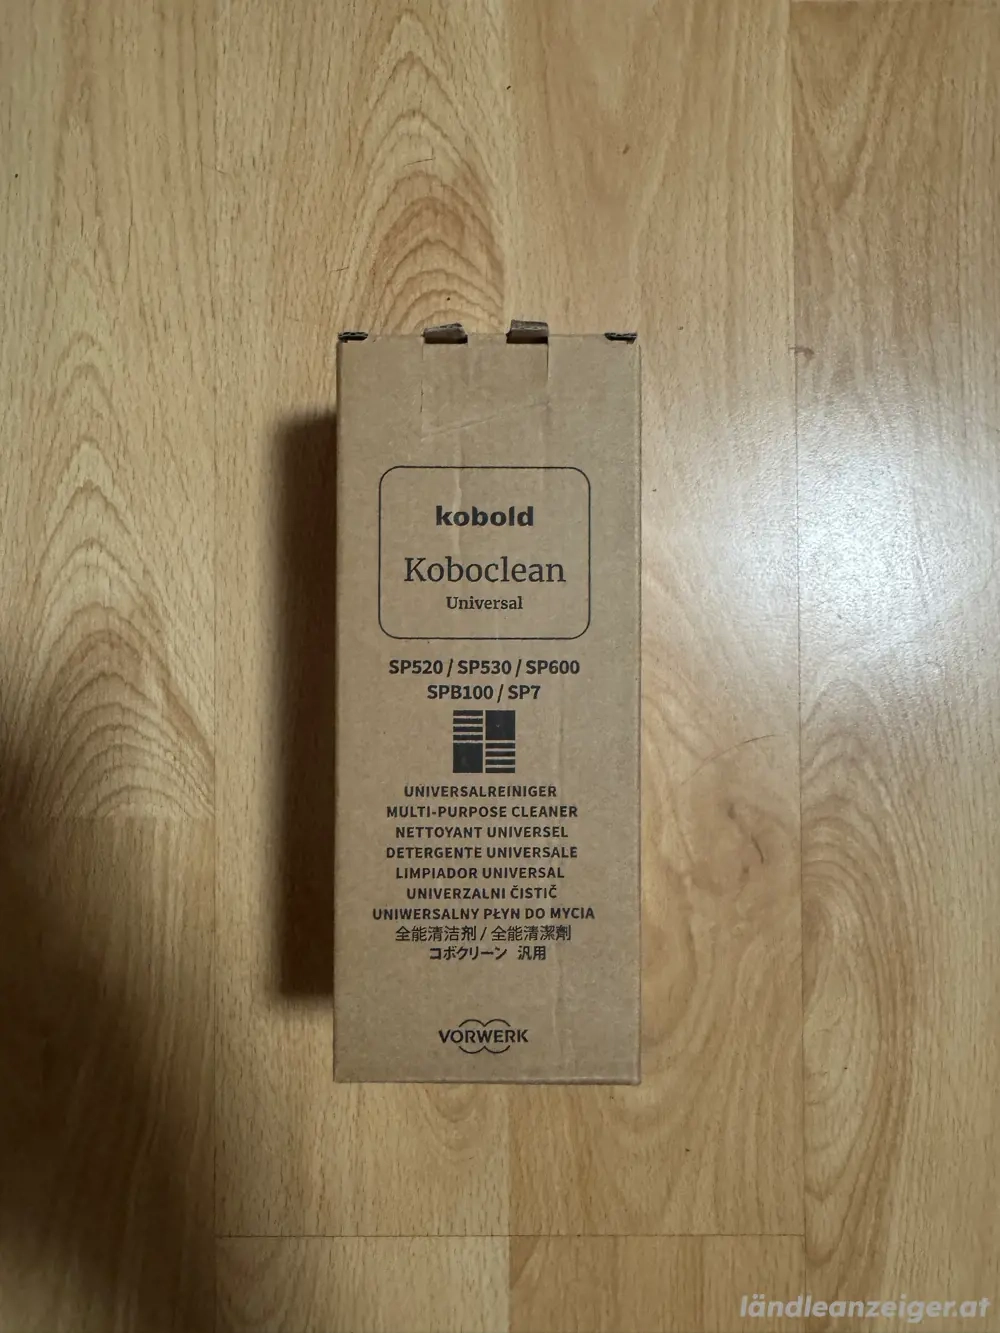 kobold
Koboclean
Universal
SP520 / SP530 / SP600
SPB100 / SP7
UNIVERSALREINIGER
MULTI-PURPOSE CLEANER
NETTOYANT UNIVERSEL
DETERGENTE UNIVERSALE
LIMPIADOR UNIVERSAL
UNIVERZALNI ČISTIČ
UNIWERSALNY PŁYN DO MYCIA
全能清洁剂 / 全能清潔劑
コボクリーン 汎用
VORWERK
ländleanzeiger.at